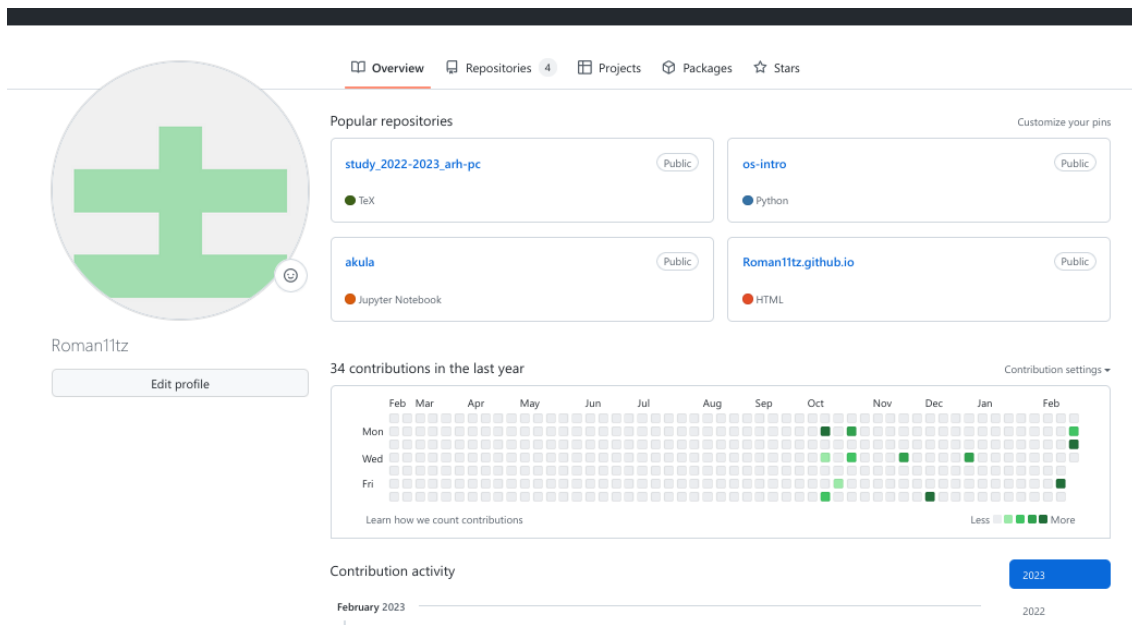 Overview Repositories 4 Projects Packages Stars
Popular repositories Customize your pins
study_2022-2023_arh-pc Public
TeX
os-intro Public
Python
akula Public
Jupyter Notebook
Roman11tz.github.io Public
HTML
Roman11tz
Edit profile
34 contributions in the last year Contribution settings
Feb Mar Apr May Jun Jul Aug Sep Oct Nov Dec Jan Feb
Mon
Wed
Fri
Learn how we count contributions Less More
Contribution activity
2023
February 2023
2022